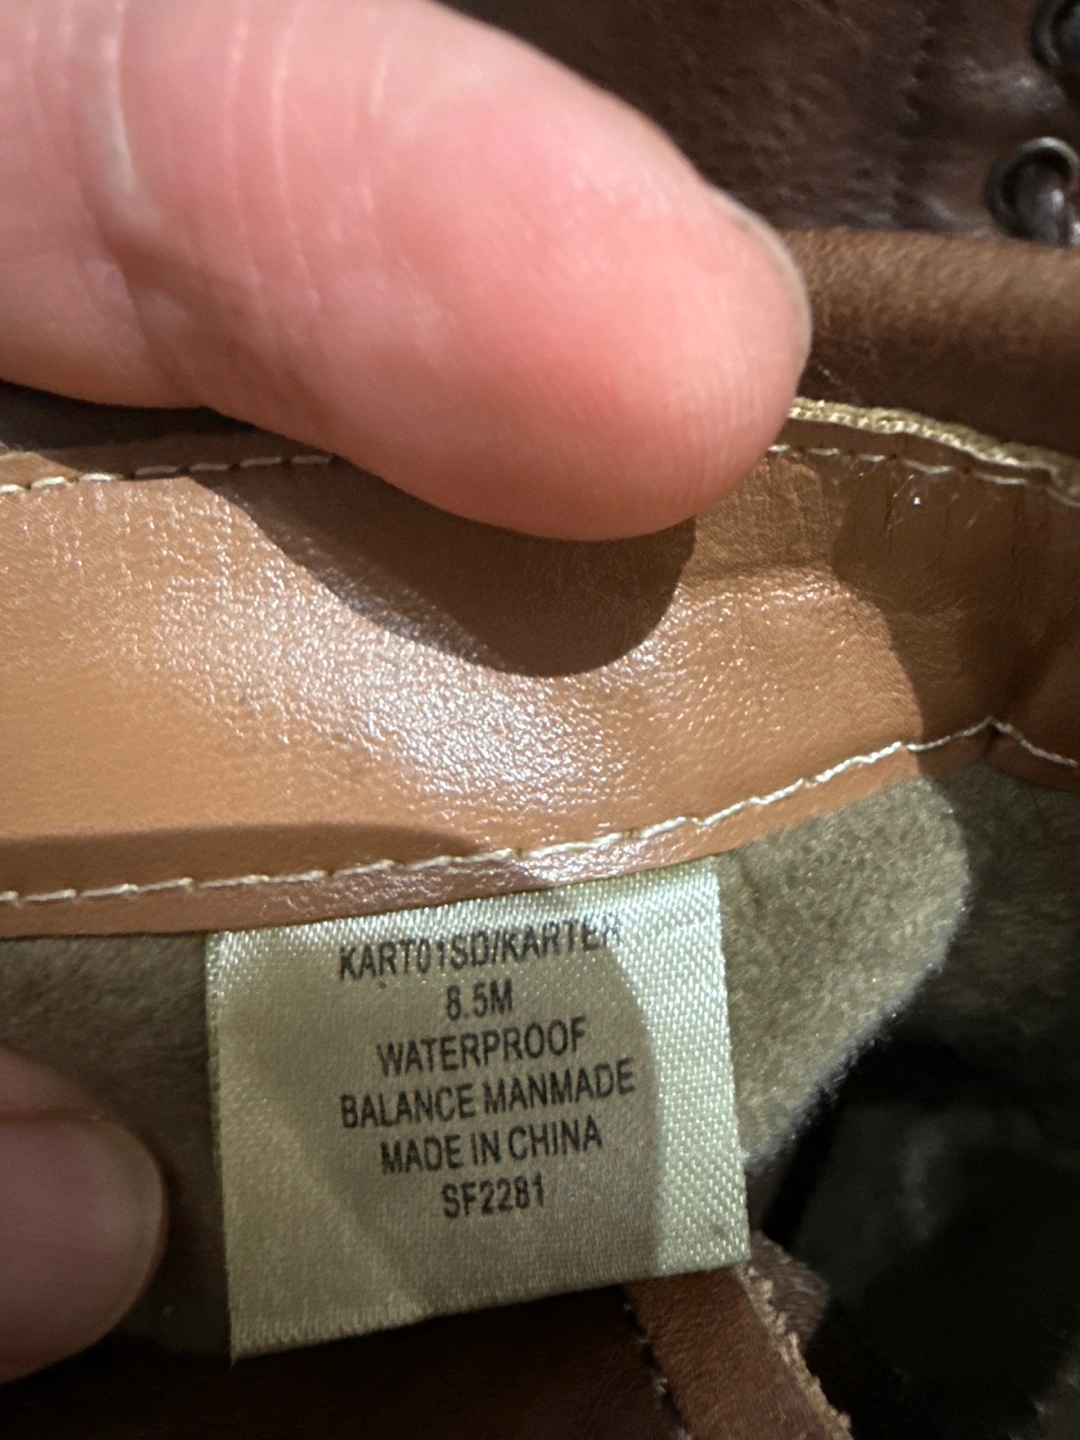 KART01SD/KARTER
8.5M
WATERPROOF
BALANCE MANMADE
MADE IN CHINA
SF2281